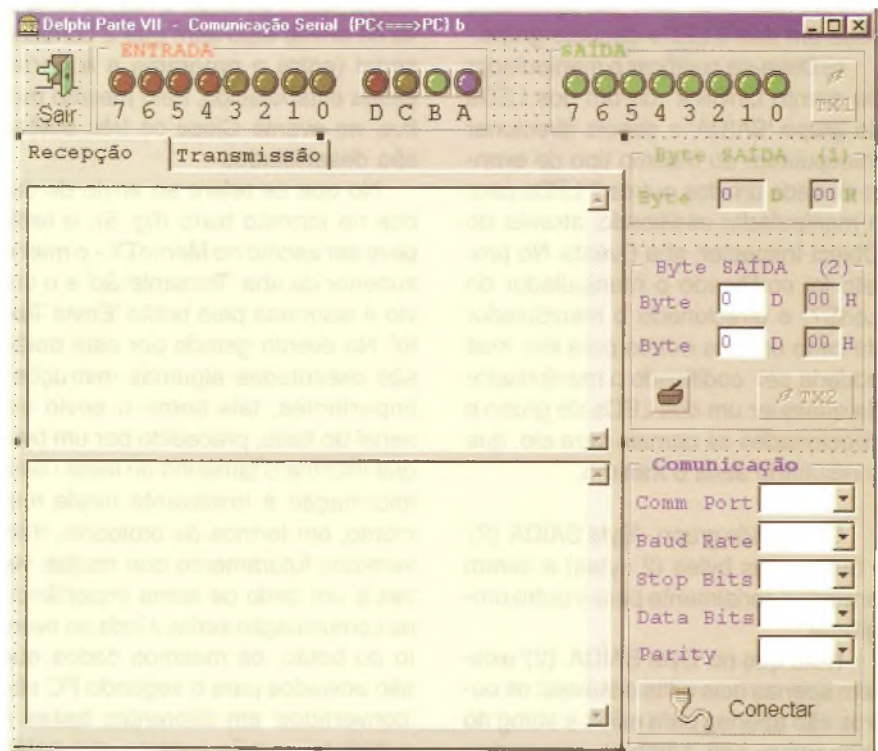 Delphi Parte VII - Comunicação Serial (PC<===>PC) b
ENTRADA
SAÍDA
Sair
7 6 5 4 3 2 1 0 D C B A
7 6 5 4 3 2 1 0
TX1
Recepção Transmissão
Byte SAÍDA (1)
Byte 0 D 00 H
Byte SAÍDA (2)
Byte 0 D 00 H
Byte 0 D 00 H
TX2
Comunicação
Comm Port
Baud Rate
Stop Bits
Data Bits
Parity
Conectar